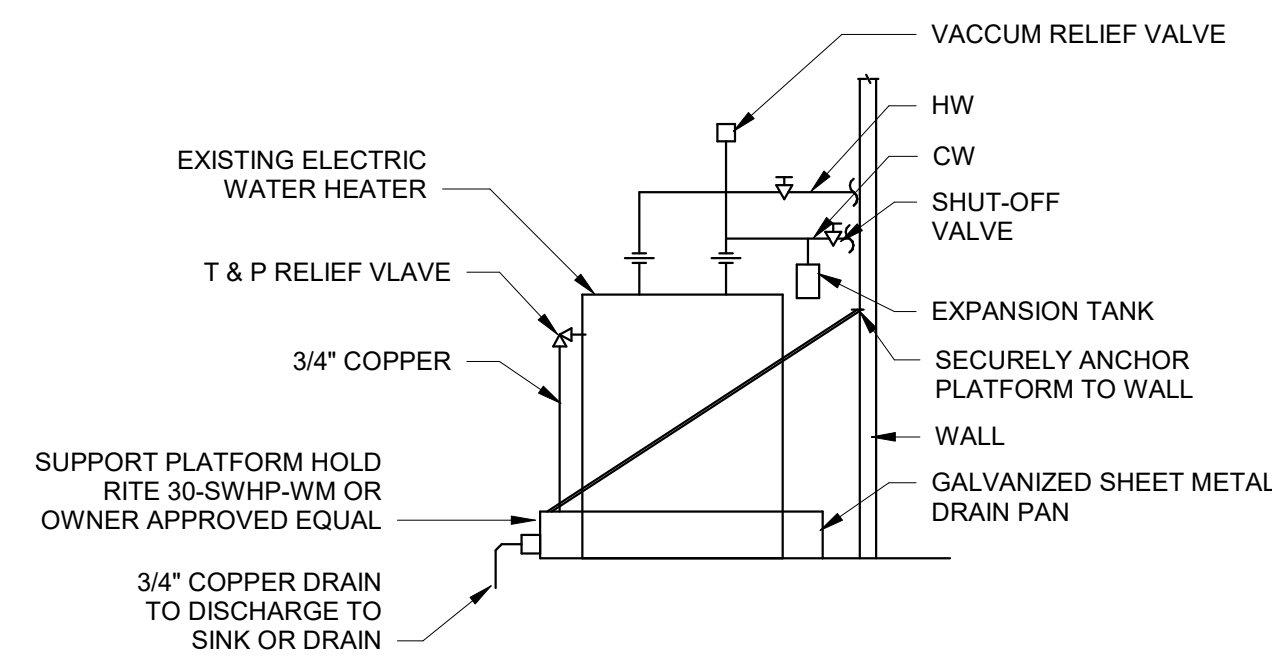 VACCUM RELIEF VALVE
HW
CW
SHUT-OFF
VALVE
EXPANSION TANK
SECURELY ANCHOR
PLATFORM TO WALL
WALL
GALVANIZED SHEET METAL
DRAIN PAN
EXISTING ELECTRIC
WATER HEATER
T & P RELIEF VLAVE
3/4" COPPER
SUPPORT PLATFORM HOLD
RITE 30-SWHP-WM OR
OWNER APPROVED EQUAL
3/4" COPPER DRAIN
TO DISCHARGE TO
SINK OR DRAIN